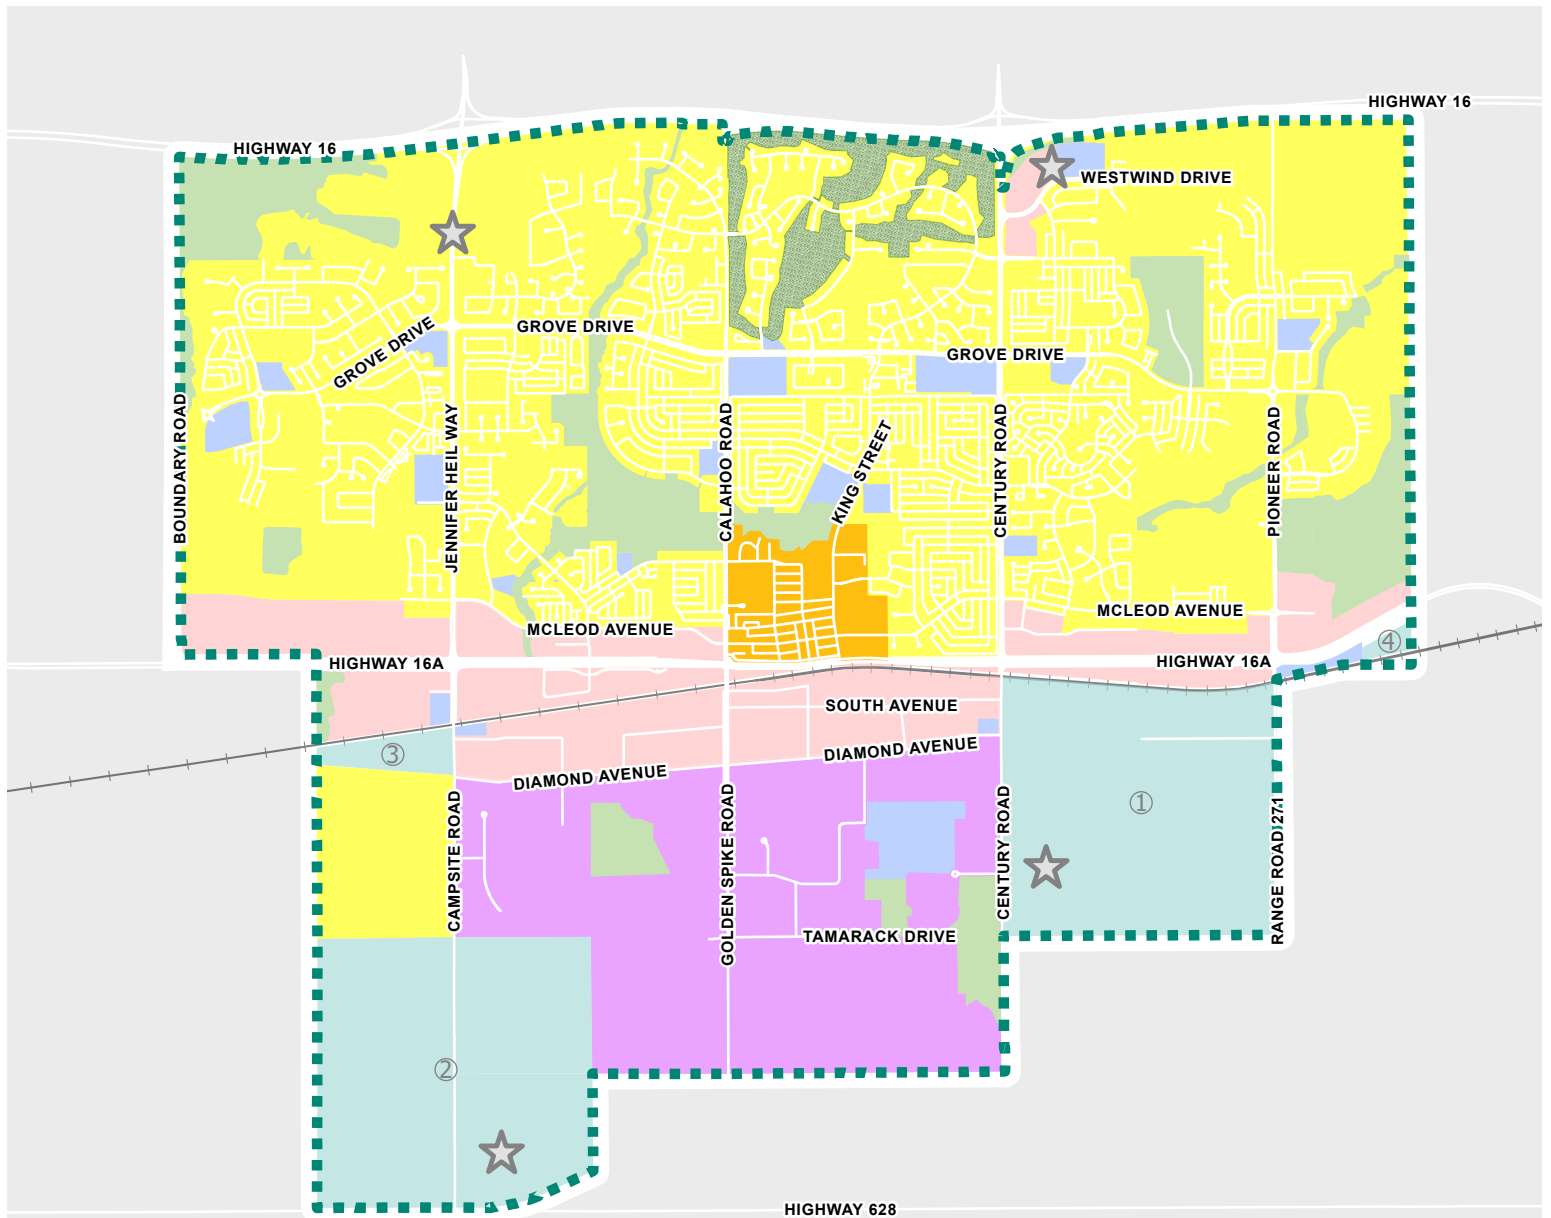 HIGHWAY 16
HIGHWAY 16
WESTWIND DRIVE
GROVE DRIVE
GROVE DRIVE
GROVE DRIVE
BOUNDARY ROAD
JENNIFER HEIL WAY
CALAHOO ROAD
KING STREET
CENTURY ROAD
PIONEER ROAD
MCLEOD AVENUE
MCLEOD AVENUE
HIGHWAY 16A
HIGHWAY 16A
④
SOUTH AVENUE
③
DIAMOND AVENUE
DIAMOND AVENUE
①
CAMPSITE ROAD
GOLDEN SPIKE ROAD
CENTURY ROAD
RANGE ROAD 271
TAMARACK DRIVE
②
HIGHWAY 628